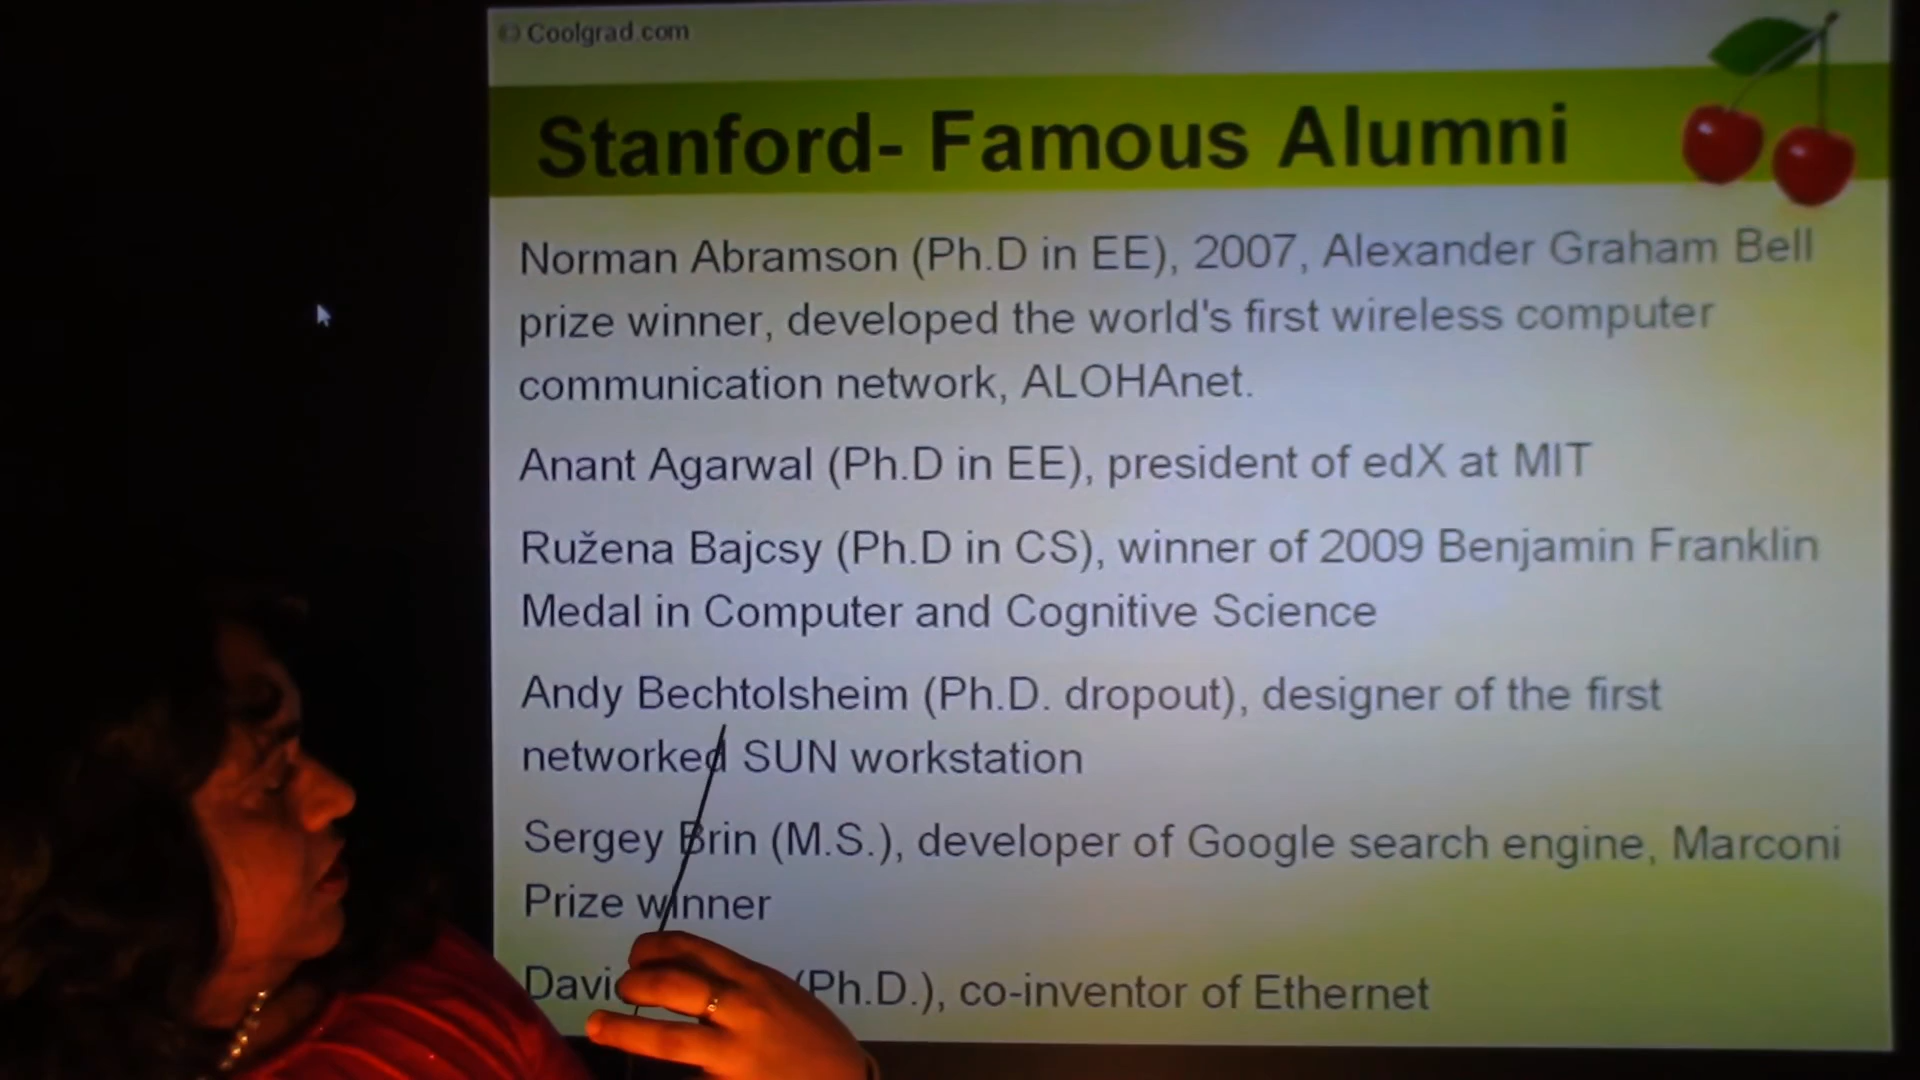 © Coolgrad.com
Stanford- Famous Alumni
Norman Abramson (Ph.D in EE), 2007, Alexander Graham Bell
prize winner, developed the world's first wireless computer
communication network, ALOHAnet.
Anant Agarwal (Ph.D in EE), president of edX at MIT
Ružena Bajcsy (Ph.D in CS), winner of 2009 Benjamin Franklin
Medal in Computer and Cognitive Science
Andy Bechtolsheim (Ph.D. dropout), designer of the first
networked SUN workstation
Sergey Brin (M.S.), developer of Google search engine, Marconi
Prize winner
(Ph.D.), co-inventor of Ethernet